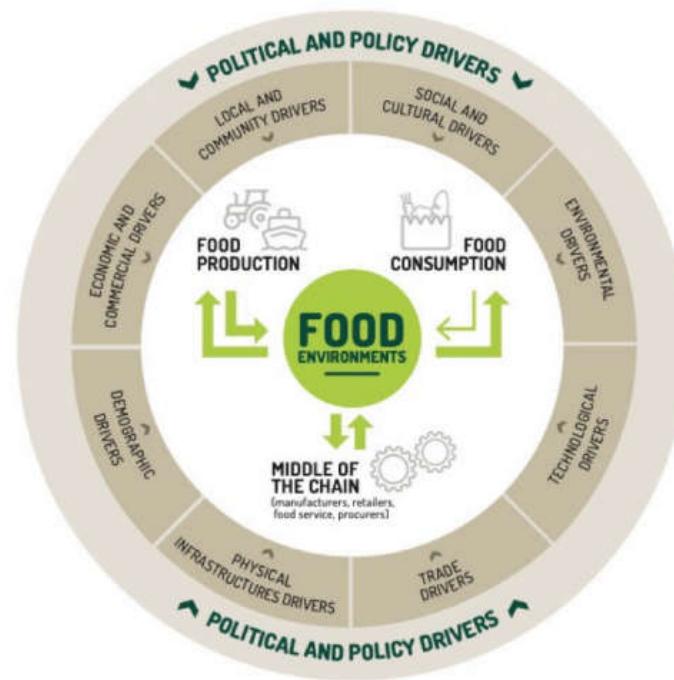 POLITICAL AND POLICY DRIVERS
LOCAL AND
COMMUNITY DRIVERS
SOCIAL AND
CULTURAL DRIVERS
ECONOMIC AND
COMMERCIAL DRIVERS
ENVIRONMENTAL
DRIVERS
FOOD
PRODUCTION
FOOD
CONSUMPTION
FOOD
ENVIRONMENTS
DEMOGRAPHIC
DRIVERS
TECHNOLOGICAL
DRIVERS
MIDDLE OF
THE CHAIN
(manufacturers, retailers,
food service, procurers)
PHYSICAL
INFRASTRUCTURES DRIVERS
TRADE
DRIVERS
POLITICAL AND POLICY DRIVERS